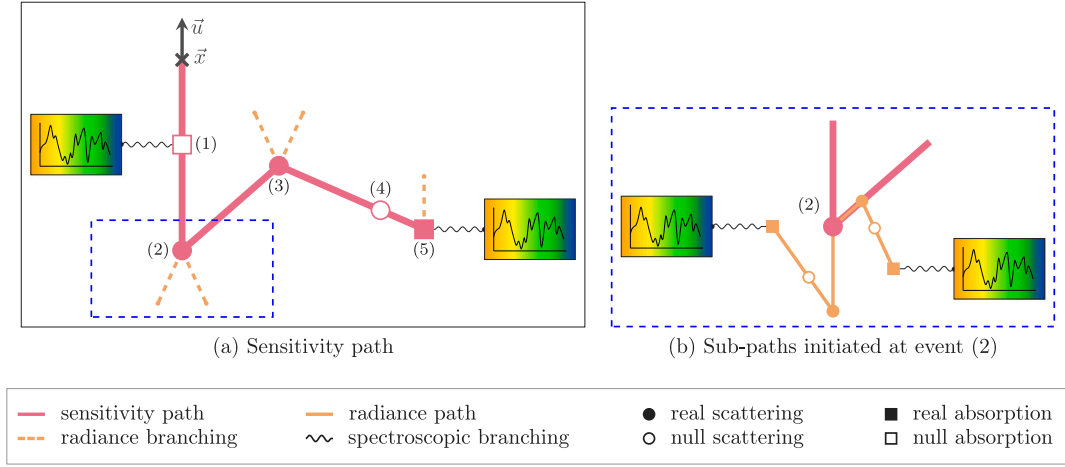 u⃗
x⃗
(1)
(2)
(3)
(4)
(5)
(a) Sensitivity path
(2)
(b) Sub-paths initiated at event (2)
sensitivity path
radiance path
real scattering
real absorption
radiance branching
spectroscopic branching
null scattering
null absorption